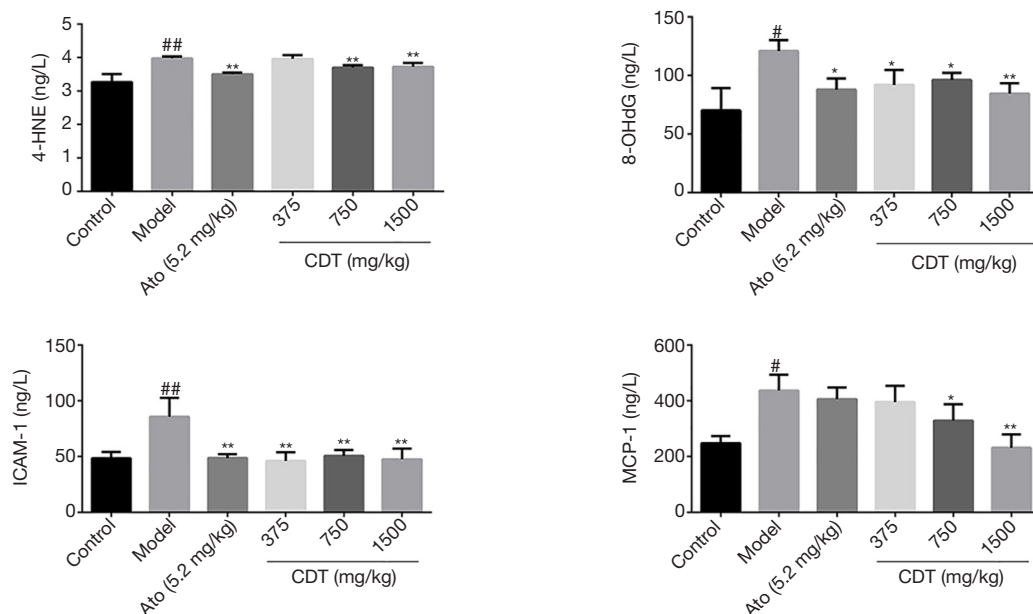 4-HNE (ng/L)
5
4
3
2
1
0
##
**
**
**
Control
Model
Ato (5.2 mg/kg)
375
750
1500
CDT (mg/kg)
8-OHdG (ng/L)
150
100
50
0
#
*
*
*
**
Control
Model
Ato (5.2 mg/kg)
375
750
1500
CDT (mg/kg)
ICAM-1 (ng/L)
150
100
50
0
##
**
**
**
**
Control
Model
Ato (5.2 mg/kg)
375
750
1500
CDT (mg/kg)
MCP-1 (ng/L)
600
400
200
0
#
*
**
Control
Model
Ato (5.2 mg/kg)
375
750
1500
CDT (mg/kg)